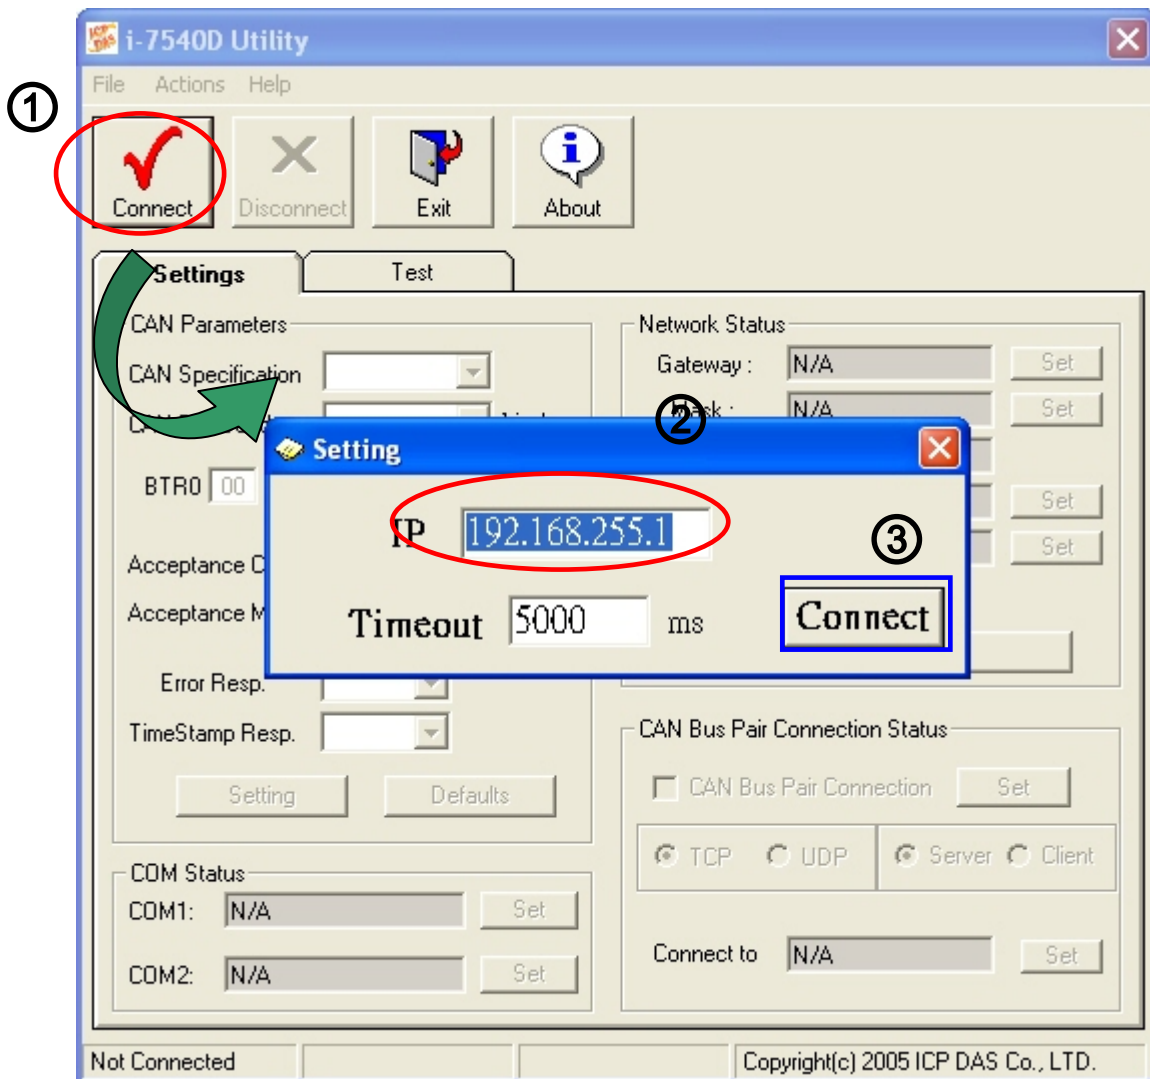 ICP DAS
i-7540D Utility
File Actions Help
①
Connect Disconnect Exit About
Settings Test
CAN Parameters
CAN Specification
BTR0 00
Acceptance
Acceptance
Error Resp.
TimeStamp Resp.
Setting Defaults
COM Status
COM1: N/A Set
COM2: N/A Set
Network Status
Gateway : N/A Set
Mask : N/A Set
Set
Set
②
Setting
IP 192.168.255.1
③
Timeout 5000 ms Connect
CAN Bus Pair Connection Status
CAN Bus Pair Connection Set
TCP UDP Server Client
Connect to N/A Set
Not Connected Copyright(c) 2005 ICP DAS Co., LTD.